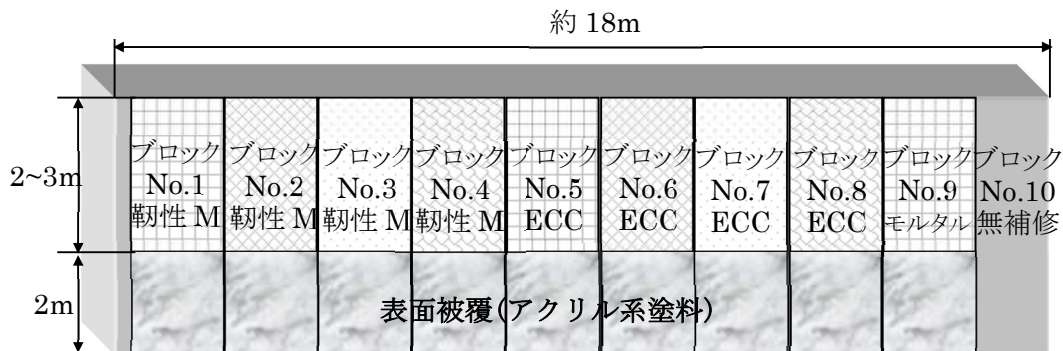 約 18m
2~3m
ブロック
No.1
靭性 M
ブロック
No.2
靭性 M
ブロック
No.3
靭性 M
ブロック
No.4
靭性 M
ブロック
No.5
ECC
ブロック
No.6
ECC
ブロック
No.7
ECC
ブロック
No.8
ECC
ブロック
No.9
モルタル
ブロック
No.10
無補修
2m
表面被覆(アクリル系塗料)